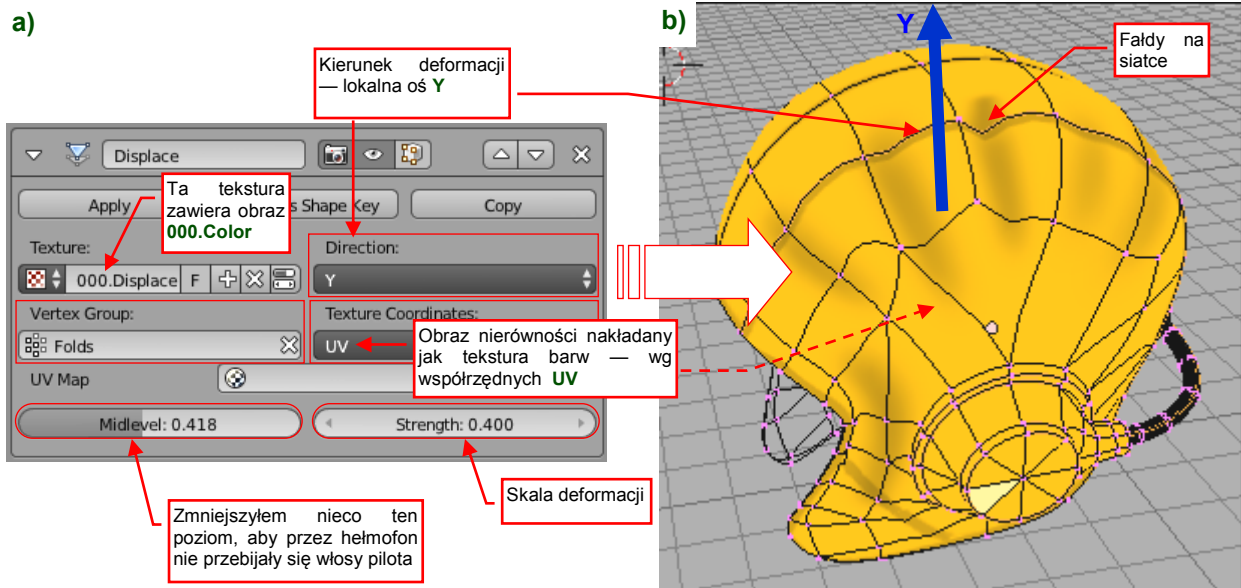 a)
b)
Kierunek deformacji
— lokalna oś Y
Y
Fałdy na
siatce
Displace
Ta tekstura
zawiera obraz
000.Color
Apply
s Shape Key
Copy
Texture:
Direction:
000.Displace F
Y
Vertex Group:
Texture Coordinates:
Folds
UV
Obraz nierówności nakładany
jak tekstura barw — wg
współrzędnych UV
UV Map
Midlevel: 0.418
Strength: 0.400
Skala deformacji
Zmniejszyłem nieco ten
poziom, aby przez hełmofon
nie przebijały się włosy pilota